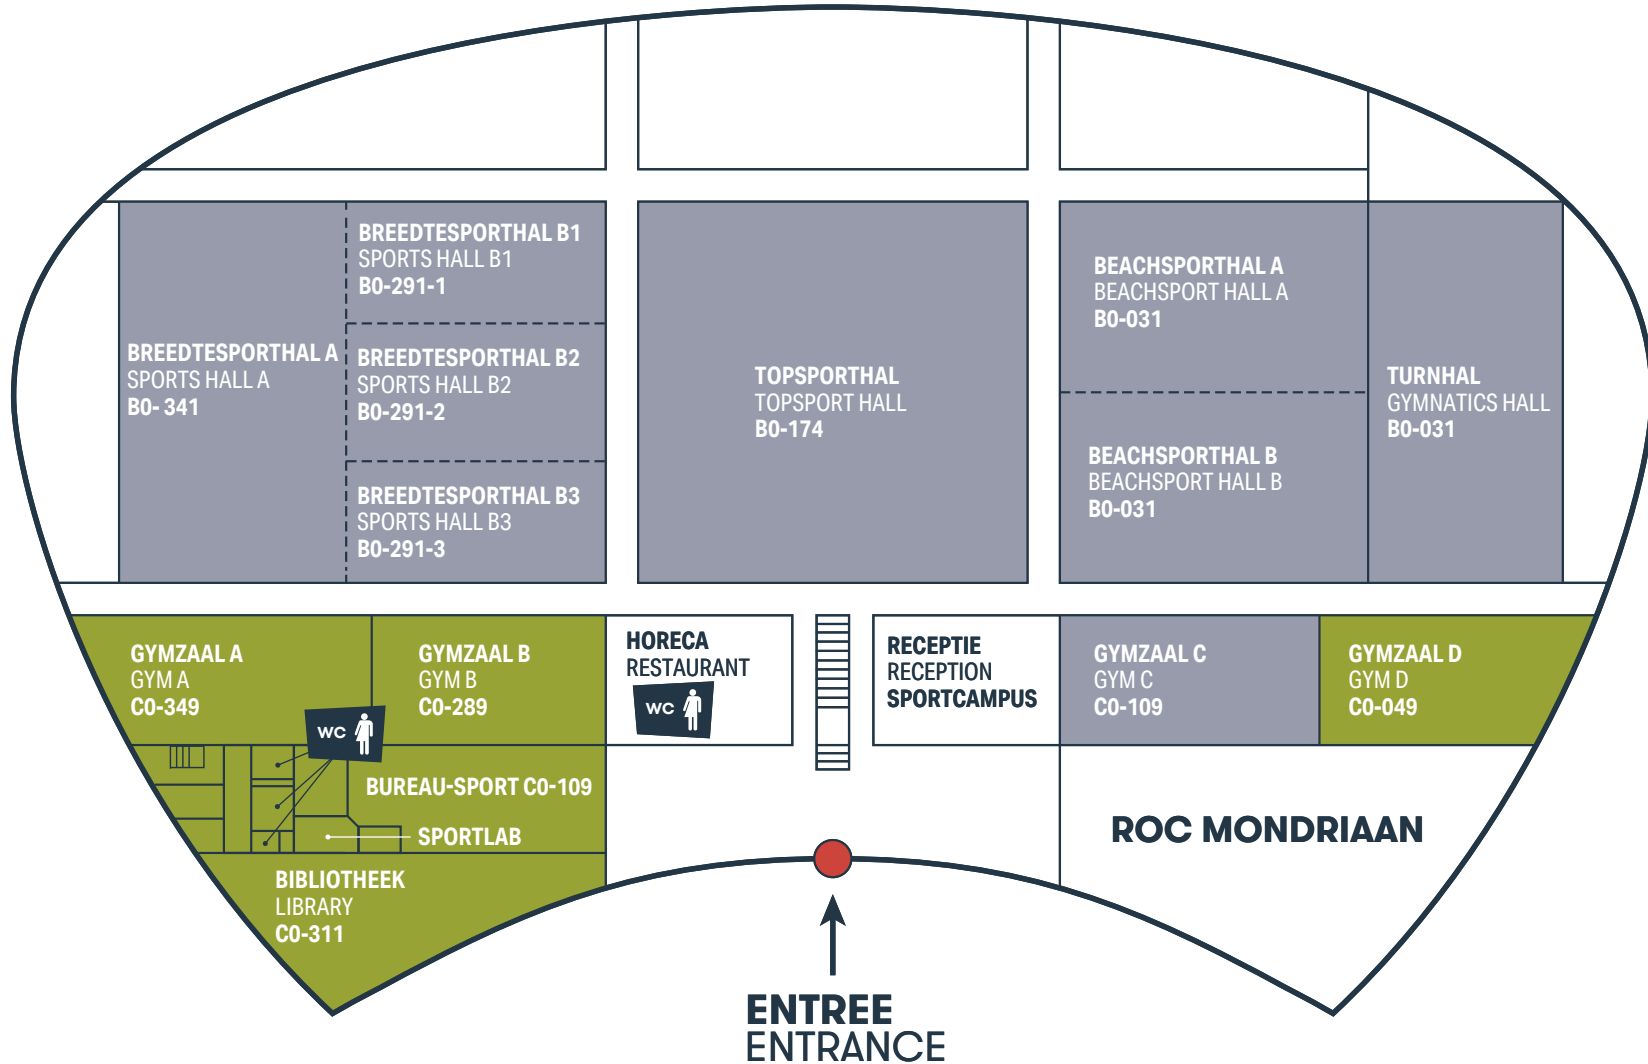 BREEDTESPORTHAL B1
SPORTS HALL B1
B0-291-1
BREEDTESPORTHAL A
SPORTS HALL A
B0- 341
BREEDTESPORTHAL B2
SPORTS HALL B2
B0-291-2
BREEDTESPORTHAL B3
SPORTS HALL B3
B0-291-3
TOPSPORTHAL
TOPSPORT HALL
B0-174
BEACHSPORTHAL A
BEACHSPORT HALL A
B0-031
BEACHSPORTHAL B
BEACHSPORT HALL B
B0-031
TURNHAL
GYMNATICS HALL
B0-031
GYMZAAL A
GYM A
C0-349
GYMZAAL B
GYM B
C0-289
HORECA
RESTAURANT
WC
RECEPTIE
RECEPTION
SPORTCAMPUS
GYMZAAL C
GYM C
C0-109
GYMZAAL D
GYM D
C0-049
WC
BUREAU-SPORT C0-109
SPORTLAB
BIBLIOTHEEK
LIBRARY
C0-311
ROC MONDRIAAN
ENTREE
ENTRANCE